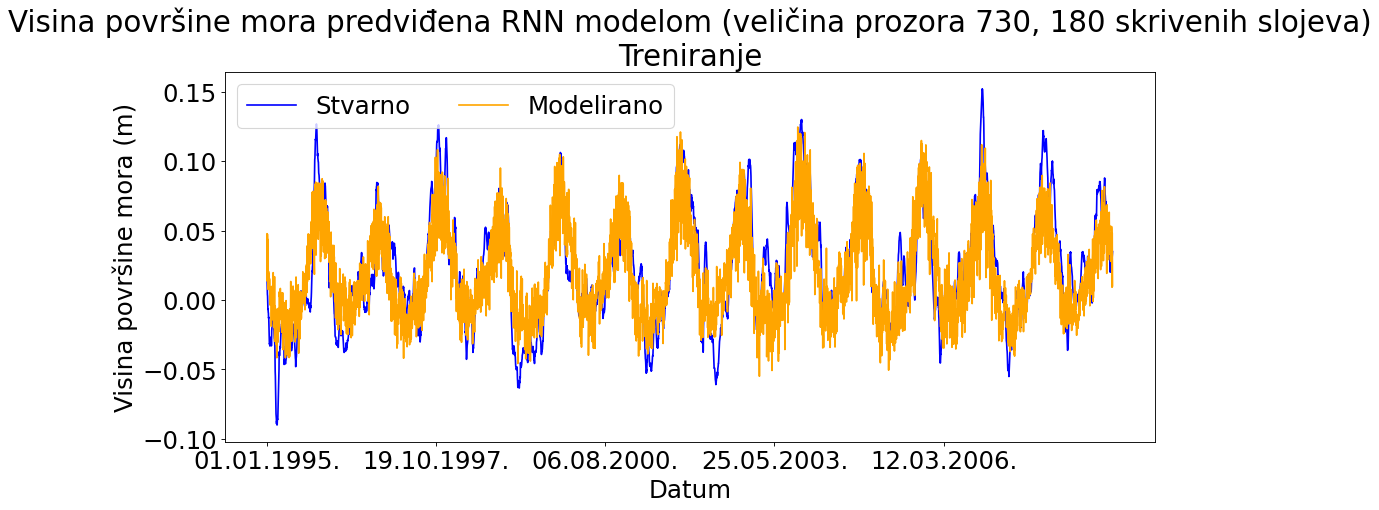 Visina površine mora predviđena RNN modelom (veličina prozora 730, 180 skrivenih slojeva)
Treniranje
Stvarno
Modelirano
Visina površine mora (m)
0.15
0.10
0.05
0.00
−0.05
−0.10
01.01.1995.
19.10.1997.
06.08.2000.
25.05.2003.
12.03.2006.
Datum